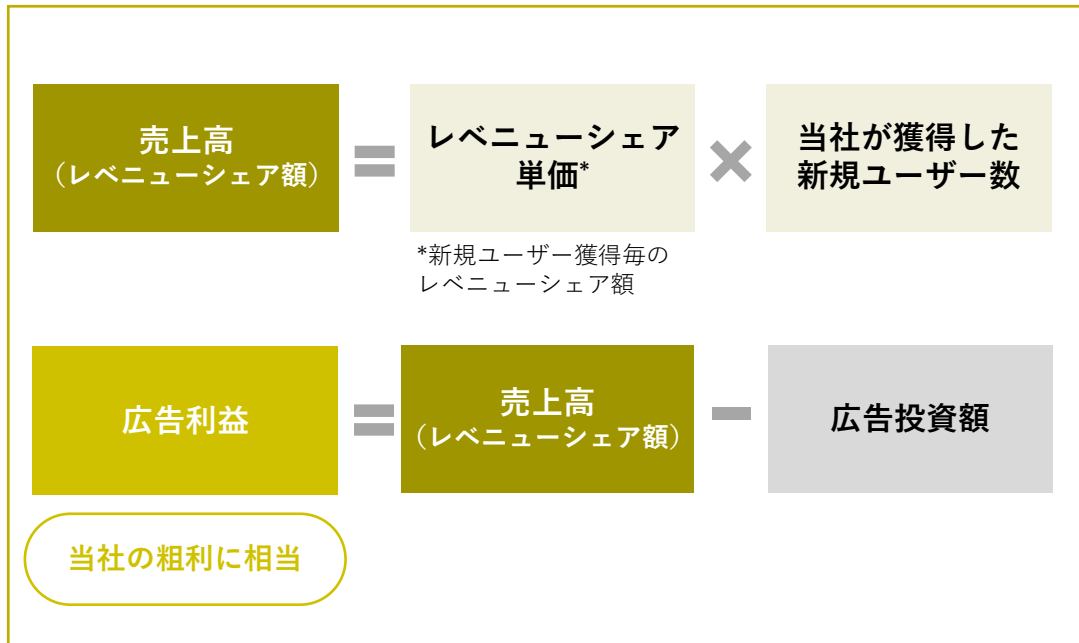 売上高
（レベニューシェア額）
=
レベニューシェア
単価*
×
当社が獲得した
新規ユーザー数
*新規ユーザー獲得毎の
レベニューシェア額
広告利益
=
売上高
（レベニューシェア額）
−
広告投資額
当社の粗利に相当